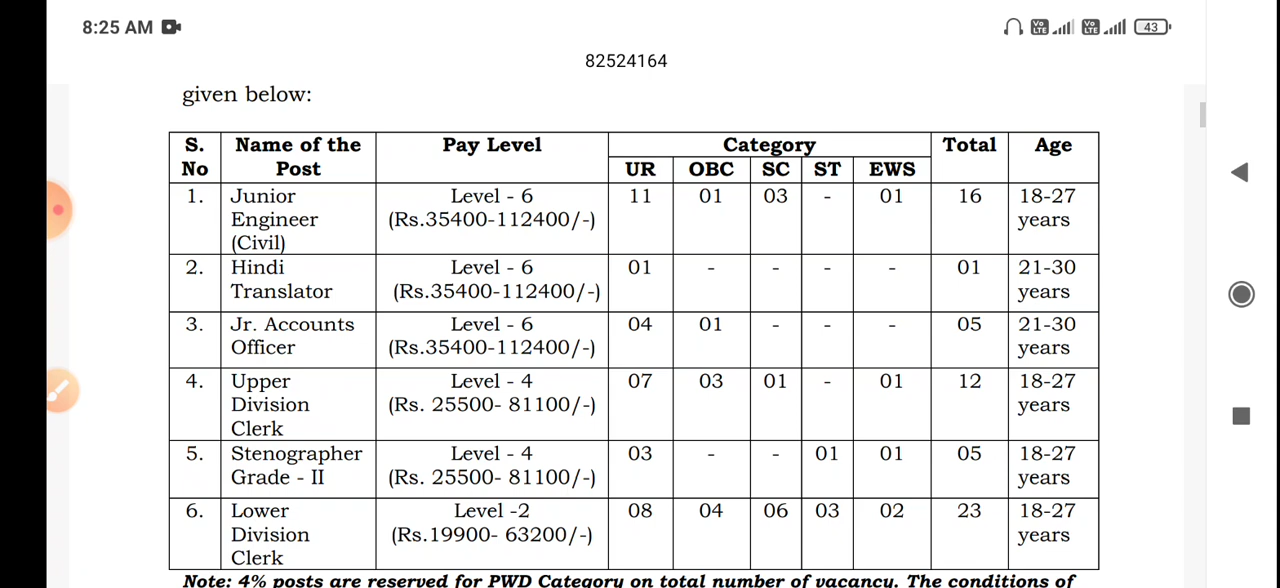 8:25 AM
Vo LTE Vo LTE 43
82524164
given below:
S. No Name of the Post Pay Level Category Total Age
UR OBC SC ST EWS
1. Junior Level - 6 11 01 03 - 01 16 18-27
Engineer (Rs.35400-112400/-) years
(Civil)
2. Hindi Level - 6 01 - - - - 01 21-30
Translator (Rs.35400-112400/-) years
3. Jr. Accounts Level - 6 04 01 - - - 05 21-30
Officer (Rs.35400-112400/-) years
4. Upper Level - 4 07 03 01 - 01 12 18-27
Division (Rs. 25500- 81100/-) years
Clerk
5. Stenographer Level - 4 03 - - 01 01 05 18-27
Grade - II (Rs. 25500- 81100/-) years
6. Lower Level -2 08 04 06 03 02 23 18-27
Division (Rs.19900- 63200/-) years
Clerk
Note: 4% posts are reserved for PWD Category on total number of vacancy. The conditions of